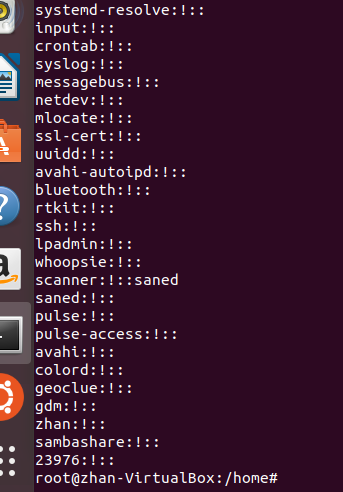 systemd-resolve:!::
input:!::
crontab:!::
syslog:!::
messagebus:!::
netdev:!::
mlocate:!::
ssl-cert:!::
uuidd:!::
avahi-autoipd:!::
bluetooth:!::
rtkit:!::
ssh:!::
lpadmin:!::
whoopsie:!::
scanner:!::saned
saned:!::
pulse:!::
pulse-access:!::
avahi:!::
colord:!::
geoclue:!::
gdm:!::
zhan:!::
sambashare:!::
23976:!::
root@zhan-VirtualBox:/home#